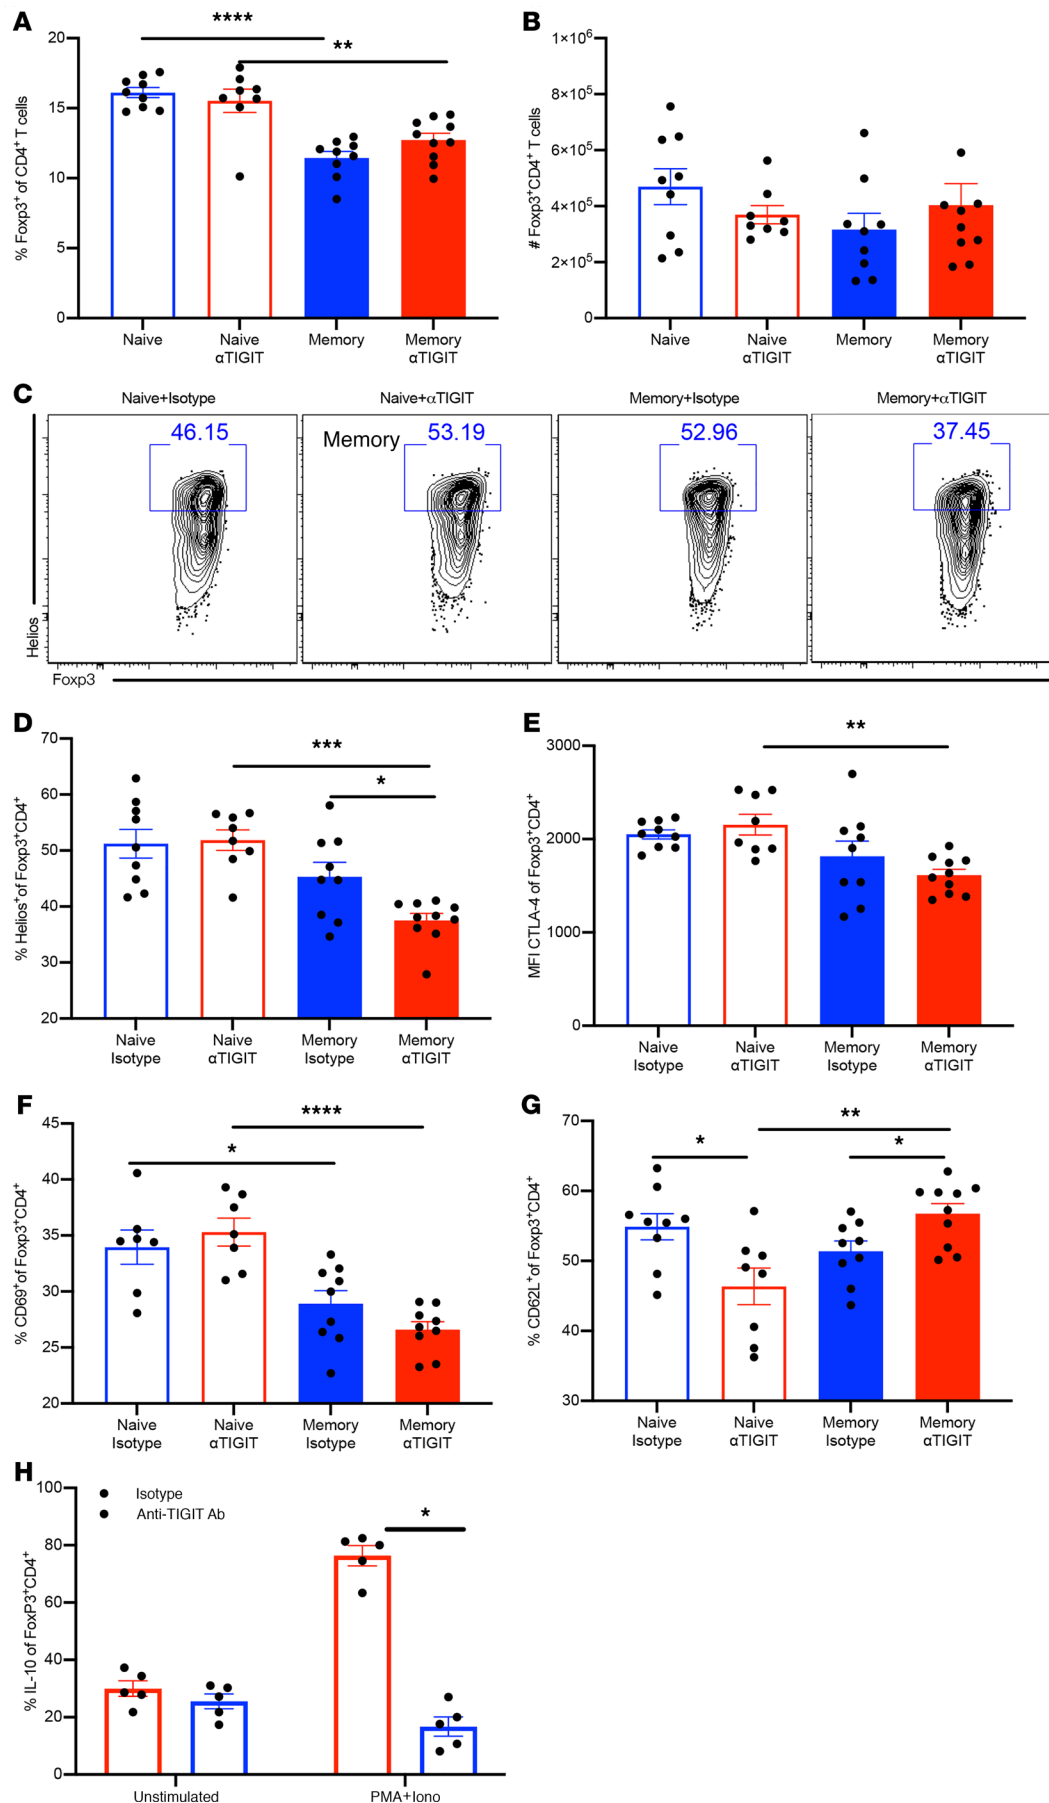 A
****
**
20
15
10
5
0
% Foxp3⁺ of CD4⁺ T cells
Naive
Naive
αTIGIT
Memory
Memory
αTIGIT
B
1×10⁶
8×10⁵
6×10⁵
4×10⁵
2×10⁵
0
# Foxp3⁺CD4⁺ T cells
Naive
Naive
αTIGIT
Memory
Memory
αTIGIT
C
Naive+Isotype
Naive+αTIGIT
Memory+Isotype
Memory+αTIGIT
46.15
Memory
53.19
52.96
37.45
Helios
Foxp3
D
***
*
70
60
50
40
30
20
% Helios⁺of Foxp3⁺CD4⁺
Naive
Isotype
Naive
αTIGIT
Memory
Isotype
Memory
αTIGIT
E
**
3000
2000
1000
0
MFI CTLA-4 of Foxp3⁺CD4⁺
Naive
Isotype
Naive
αTIGIT
Memory
Isotype
Memory
αTIGIT
F
****
*
45
40
35
30
25
20
% CD69⁺of Foxp3⁺CD4⁺
Naive
Isotype
Naive
αTIGIT
Memory
Isotype
Memory
αTIGIT
G
**
*
*
70
60
50
40
30
% CD62L⁺of Foxp3⁺CD4⁺
Naive
Isotype
Naive
αTIGIT
Memory
Isotype
Memory
αTIGIT
H
Isotype
Anti-TIGIT Ab
*
100
80
60
40
20
0
% IL-10 of FoxP3⁺CD4⁺
Unstimulated
PMA+Iono